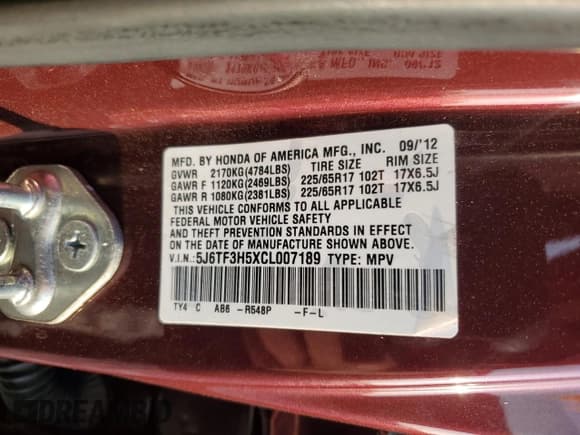 MFD. BY HONDA OF AMERICA MFG., INC. 09/'12
GVWR 2170KG(4784LBS) TIRE SIZE RIM SIZE
GAWR F 1120KG(2469LBS) 225/65R17 102T 17X6.5J
GAWR R 1080KG(2381LBS) 225/65R17 102T 17X6.5J
THIS VEHICLE CONFORMS TO ALL APPLICABLE
FEDERAL MOTOR VEHICLE SAFETY
AND THEFT PREVENTION STANDARDS IN EFFECT
ON THE DATE OF MANUFACTURE SHOWN ABOVE.
V.I.N.: 5J6TF3H5XCL007189 TYPE: MPV
TY4 C AB6 -R548P -F-L